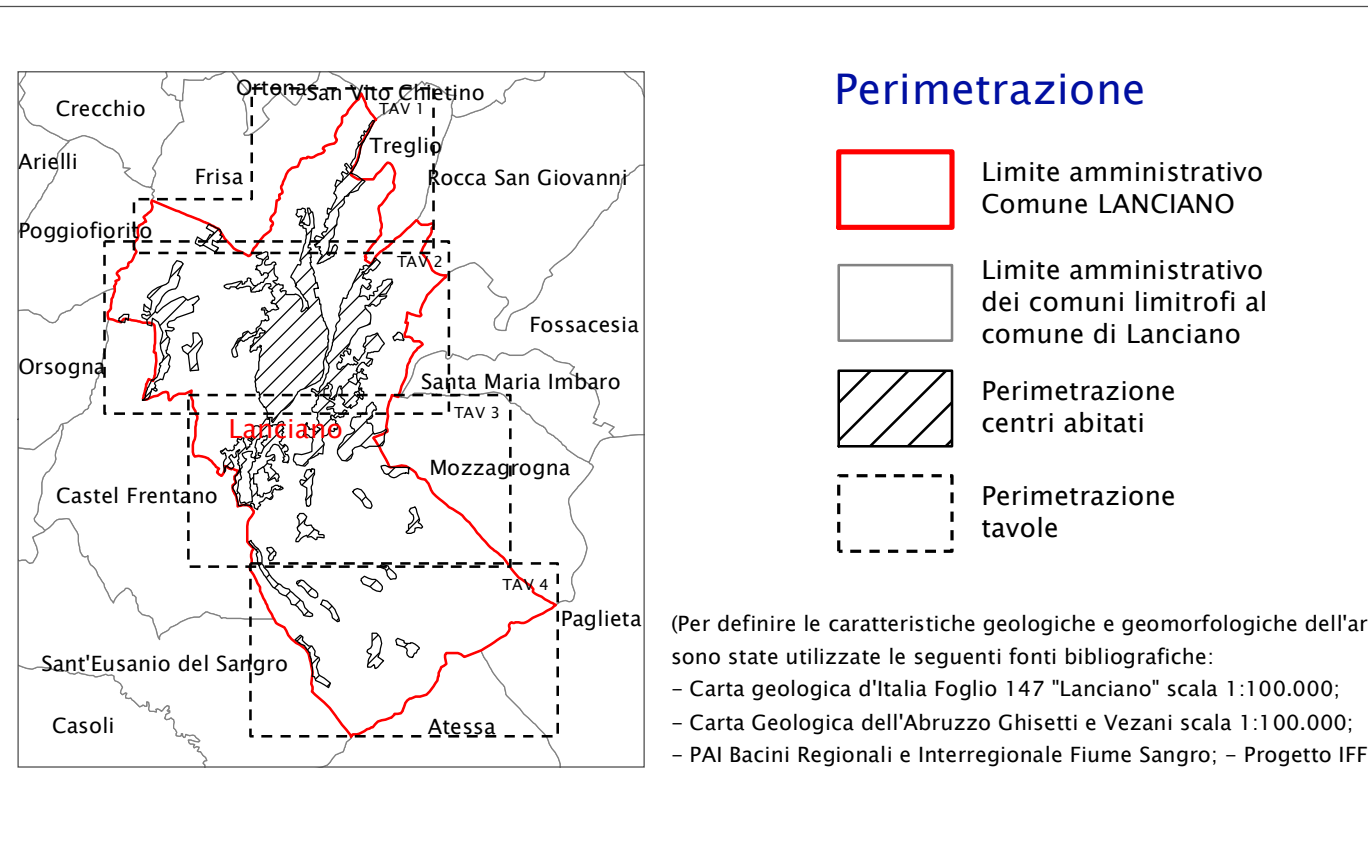 Ortonas
San Vito Chietino
Crecchio
TAV 1
Treglio
Arielli
Frisa
Rocca San Giovanni
Poggiofiorito
TAV 2
Fossacesia
Orsogna
Santa Maria Imbaro
TAV 3
Lanciano
Mozzagrogna
Castel Frentano
TAV 4
Paglieta
Sant'Eusanio del Sangro
Casoli
Atessa
Perimetrazione
Limite amministrativo
Comune LANCIANO
Limite amministrativo
dei comuni limitrofi al
comune di Lanciano
Perimetrazione
centri abitati
Perimetrazione
tavole
(Per definire le caratteristiche geologiche e geomorfologiche dell'ar
sono state utilizzate le seguenti fonti bibliografiche:
– Carta geologica d'Italia Foglio 147 "Lanciano" scala 1:100.000;
– Carta Geologica dell'Abruzzo Ghisetti e Vezani scala 1:100.000;
– PAI Bacini Regionali e Interregionale Fiume Sangro; – Progetto IFF